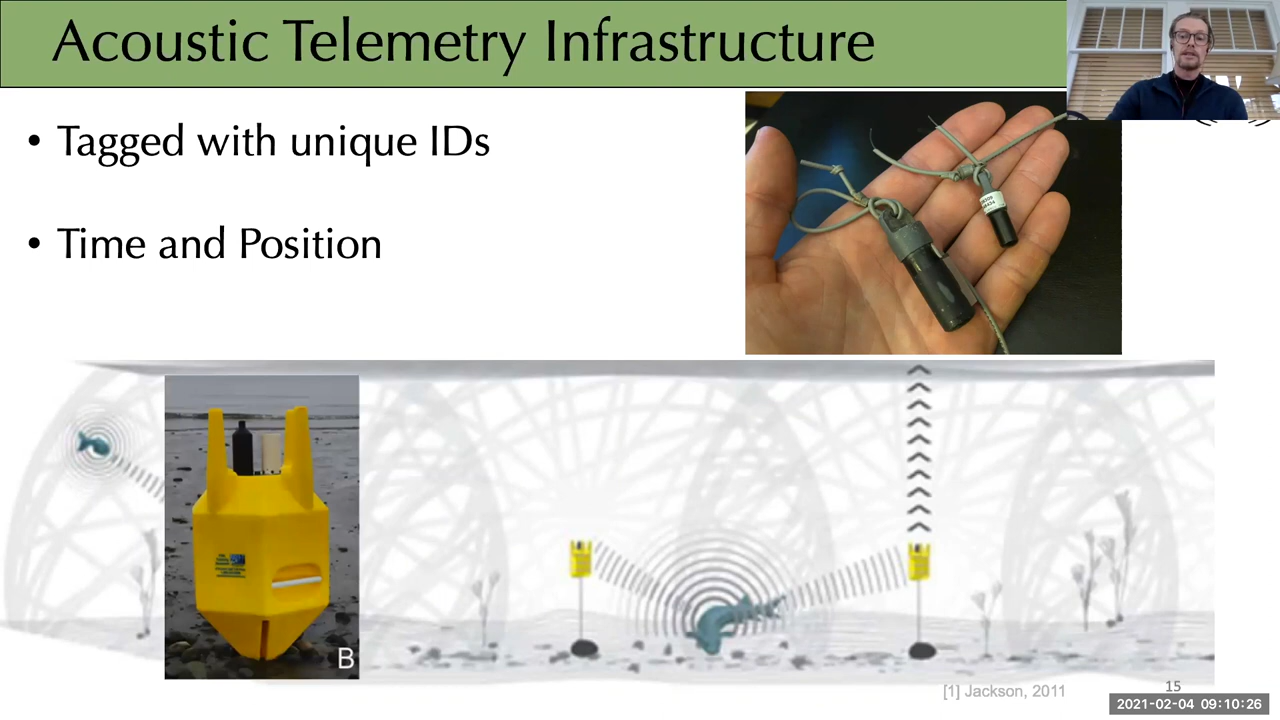 Acoustic Telemetry Infrastructure
• Tagged with unique IDs
• Time and Position
B
[1] Jackson, 2011
15
2021-02-04 09:10:26